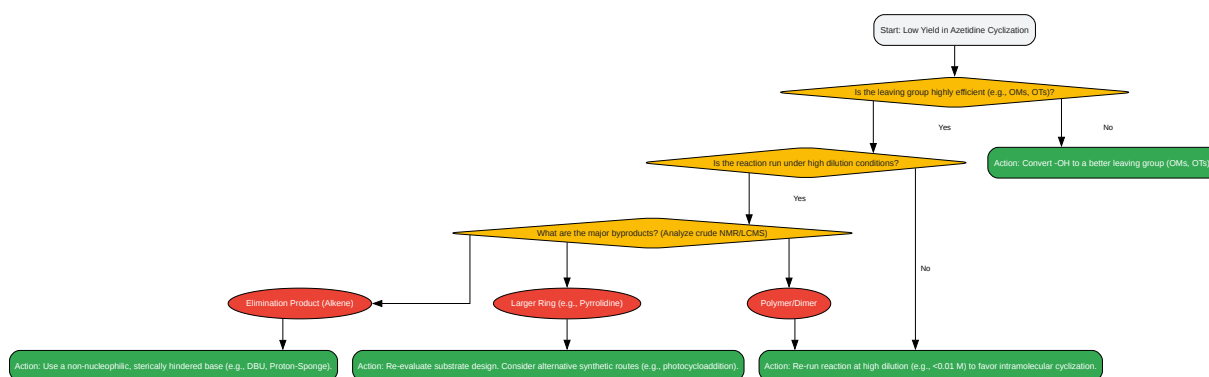 Start: Low Yield in Azetidine Cyclization
Is the leaving group highly efficient (e.g., OMs, OTs)?
Yes
No
Is the reaction run under high dilution conditions?
Action: Convert -OH to a better leaving group (OMs, OTs)
Yes
What are the major byproducts? (Analyze crude NMR/LCMS)
No
Elimination Product (Alkene)
Larger Ring (e.g., Pyrrolidine)
Polymer/Dimer
Action: Use a non-nucleophilic, sterically hindered base (e.g., DBU, Proton-Sponge).
Action: Re-evaluate substrate design. Consider alternative synthetic routes (e.g., photocycloaddition).
Action: Re-run reaction at high dilution (e.g., <0.01 M) to favor intramolecular cyclization.